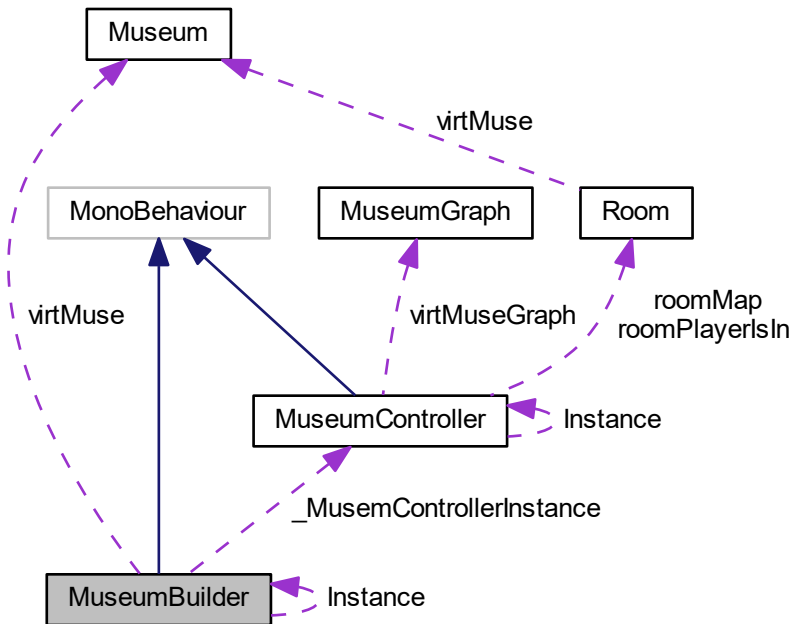 Museum
virtMuse
MonoBehaviour
MuseumGraph
Room
virtMuse
virtMuseGraph
roomMap
roomPlayerIsIn
MuseumController
Instance
_MusemControllerInstance
MuseumBuilder
Instance